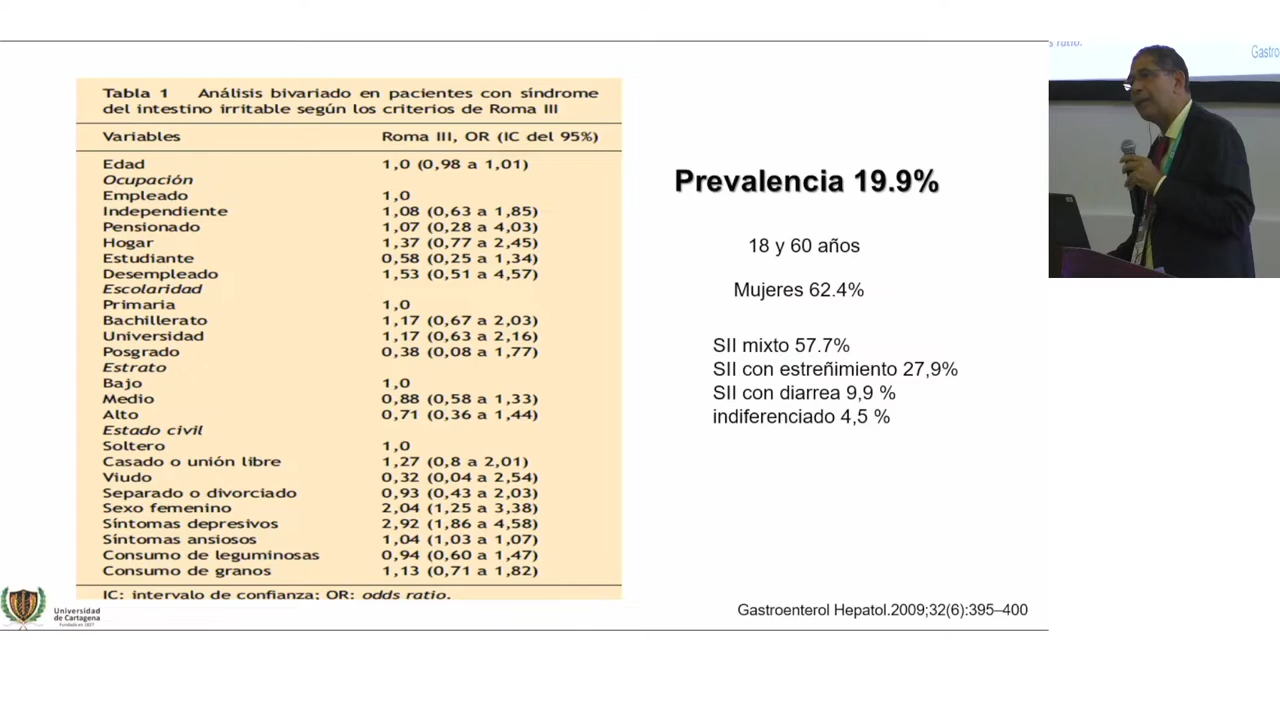 Tabla 1 Análisis bivariado en pacientes con síndrome
del intestino irritable según los criterios de Roma III
Variables Roma III, OR (IC del 95%)
Edad 1,0 (0,98 a 1,01)
Ocupación
Empleado 1,0
Independiente 1,08 (0,63 a 1,85)
Pensionado 1,07 (0,28 a 4,03)
Hogar 1,37 (0,77 a 2,45)
Estudiante 0,58 (0,25 a 1,34)
Desempleado 1,53 (0,51 a 4,57)
Escolaridad
Primaria 1,0
Bachillerato 1,17 (0,67 a 2,03)
Universidad 1,17 (0,63 a 2,16)
Posgrado 0,38 (0,08 a 1,77)
Estrato
Bajo 1,0
Medio 0,88 (0,58 a 1,33)
Alto 0,71 (0,36 a 1,44)
Estado civil
Soltero 1,0
Casado o unión libre 1,27 (0,8 a 2,01)
Viudo 0,32 (0,04 a 2,54)
Separado o divorciado 0,93 (0,43 a 2,03)
Sexo femenino 2,04 (1,25 a 3,38)
Síntomas depresivos 2,92 (1,86 a 4,58)
Síntomas ansiosos 1,04 (1,03 a 1,07)
Consumo de leguminosas 0,94 (0,60 a 1,47)
Consumo de granos 1,13 (0,71 a 1,82)
IC: intervalo de confianza; OR: odds ratio.
Prevalencia 19.9%
18 y 60 años
Mujeres 62.4%
SII mixto 57.7%
SII con estreñimiento 27,9%
SII con diarrea 9,9 %
indiferenciado 4,5 %
Gastroenterol Hepatol.2009;32(6):395–400
Universidad
de Cartagena
Fundada en 1827
s ratio.
Gastro